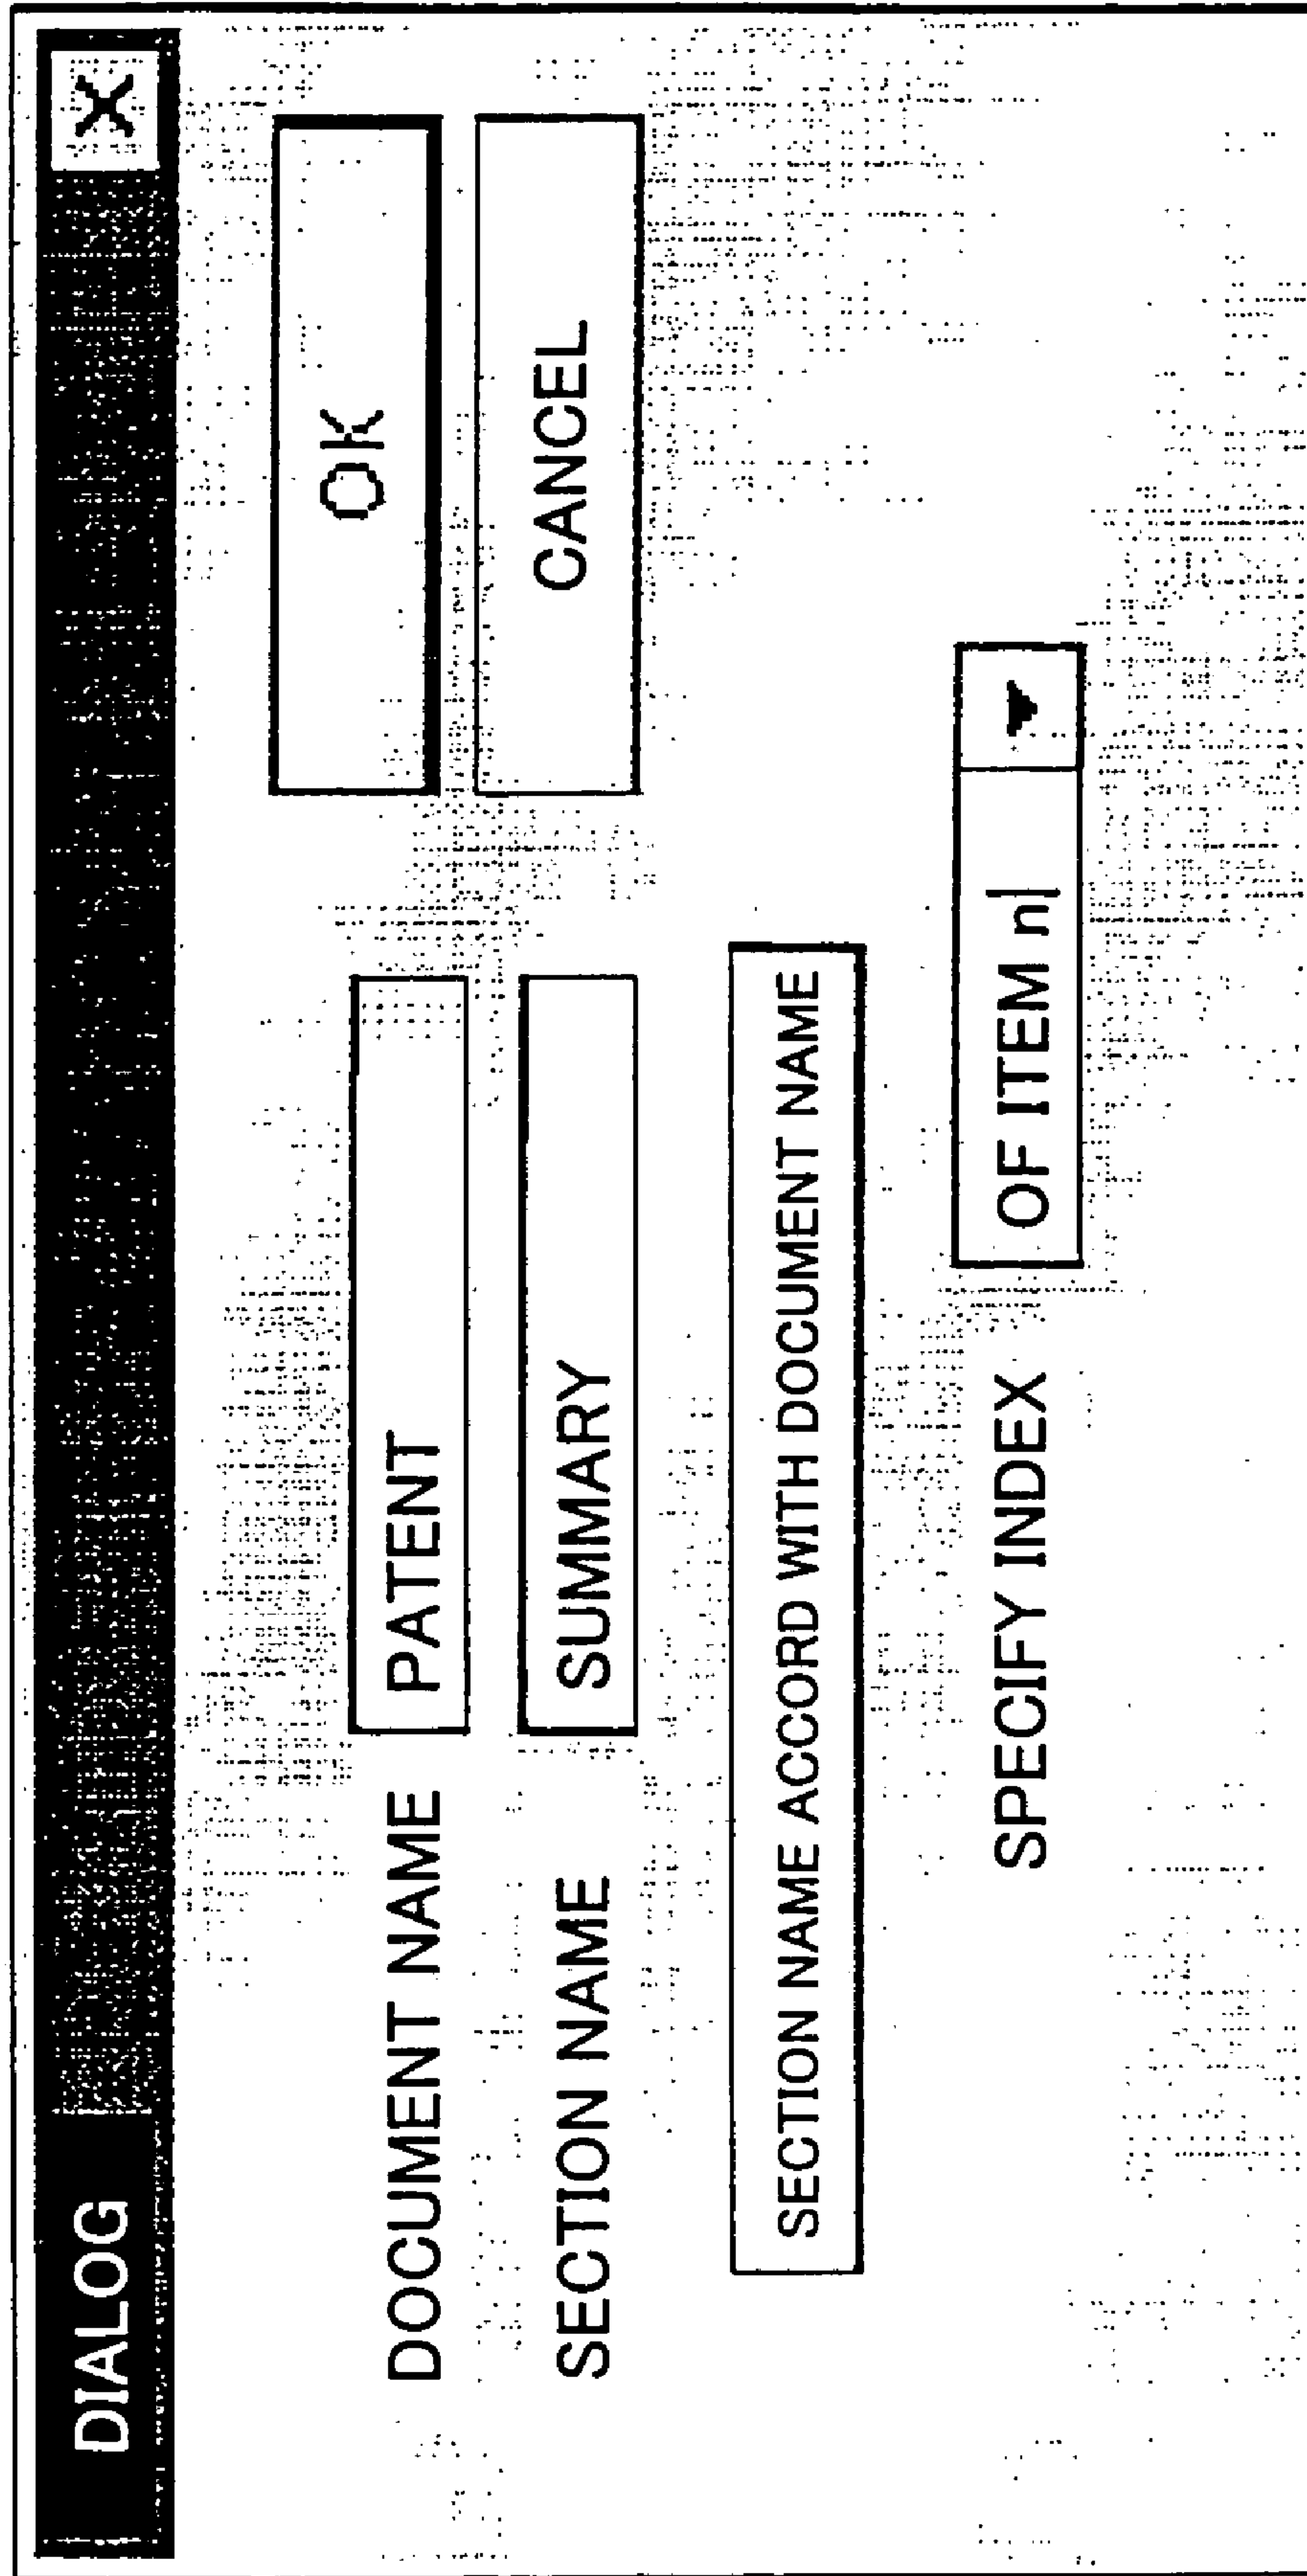 DIALOG X
OK
DOCUMENT NAME PATENT
SECTION NAME SUMMARY
CANCEL
SECTION NAME ACCORD WITH DOCUMENT NAME
SPECIFY INDEX OF ITEM n